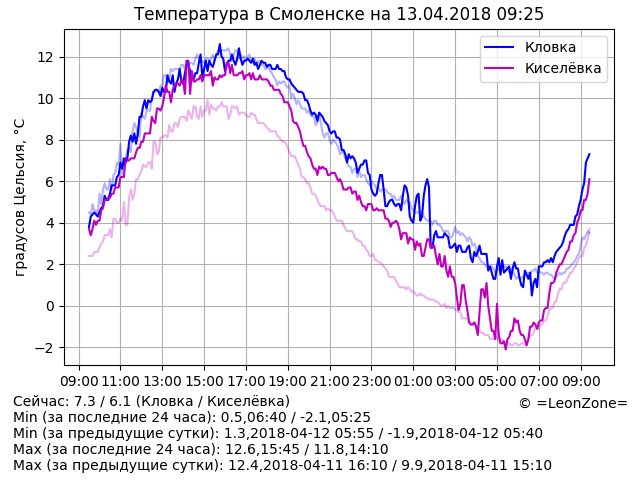 Температура в Смоленске на 13.04.2018 09:25
Кловка
Киселёвка
градусов Цельсия, °C
12
10
8
6
4
2
0
−2
09:00 11:00 13:00 15:00 17:00 19:00 21:00 23:00 01:00 03:00 05:00 07:00 09:00
Сейчас: 7.3 / 6.1 (Кловка / Киселёвка)
© =LeonZone=
Min (за последние 24 часа): 0.5,06:40 / -2.1,05:25
Min (за предыдущие сутки): 1.3,2018-04-12 05:55 / -1.9,2018-04-12 05:40
Max (за последние 24 часа): 12.6,15:45 / 11.8,14:10
Max (за предыдущие сутки): 12.4,2018-04-11 16:10 / 9.9,2018-04-11 15:10